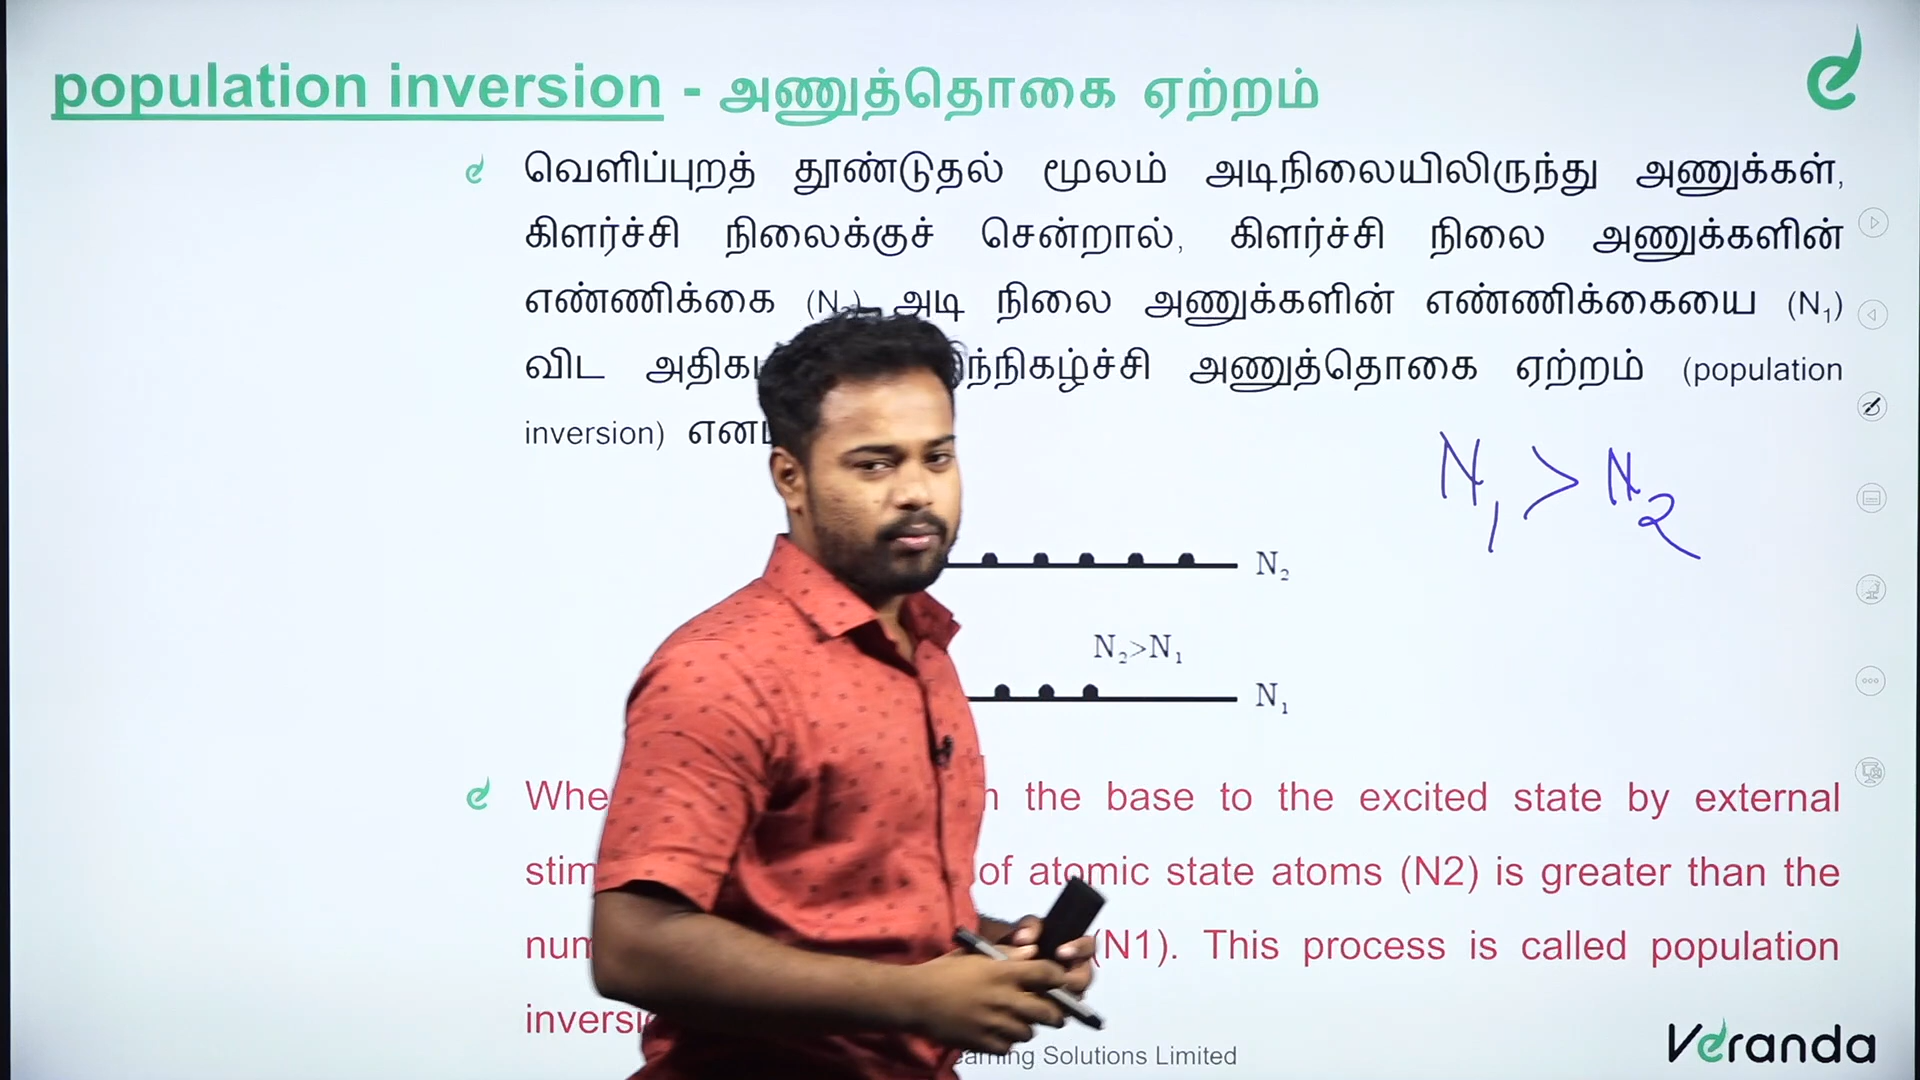 population inversion - அணுத்தொகை ஏற்றம்
வெளிப்புறத் தூண்டுதல் மூலம் அடிநிலையிலிருந்து அணுக்கள்,
கிளர்ச்சி நிலைக்குச் சென்றால், கிளர்ச்சி நிலை அணுக்களின்
எண்ணிக்கை அடி நிலை அணுக்களின் எண்ணிக்கையை (N₁)
விட ஏற்றம் அணுத்தொகை (population
inversion)
N₁ > N₂
N₂
N₂>N₁
N₁
the base to the excited state by external
of atomic state atoms (N2) is greater than the
(N1). This process is called population
Solutions Limited
Veranda